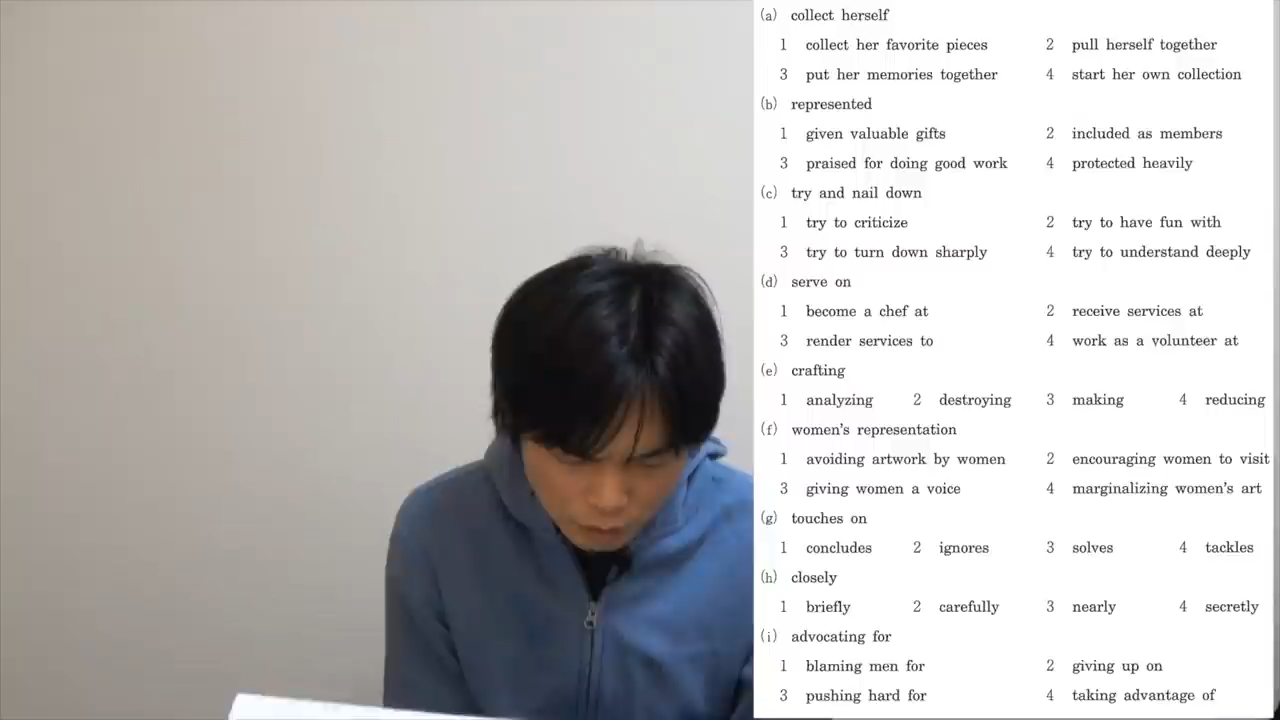 (a) collect herself
1 collect her favorite pieces 2 pull herself together
3 put her memories together 4 start her own collection
(b) represented
1 given valuable gifts 2 included as members
3 praised for doing good work 4 protected heavily
(c) try and nail down
1 try to criticize 2 try to have fun with
3 try to turn down sharply 4 try to understand deeply
(d) serve on
1 become a chef at 2 receive services at
3 render services to 4 work as a volunteer at
(e) crafting
1 analyzing 2 destroying 3 making 4 reducing
(f) women's representation
1 avoiding artwork by women 2 encouraging women to visit
3 giving women a voice 4 marginalizing women's art
(g) touches on
1 concludes 2 ignores 3 solves 4 tackles
(h) closely
1 briefly 2 carefully 3 nearly 4 secretly
(i) advocating for
1 blaming men for 2 giving up on
3 pushing hard for 4 taking advantage of